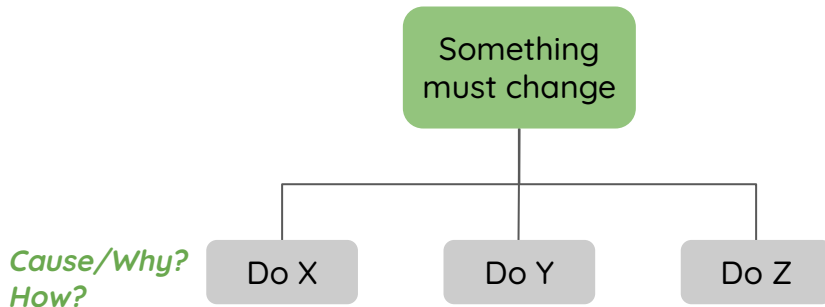 Something
must change
Cause/Why?
How?
Do X
Do Y
Do Z